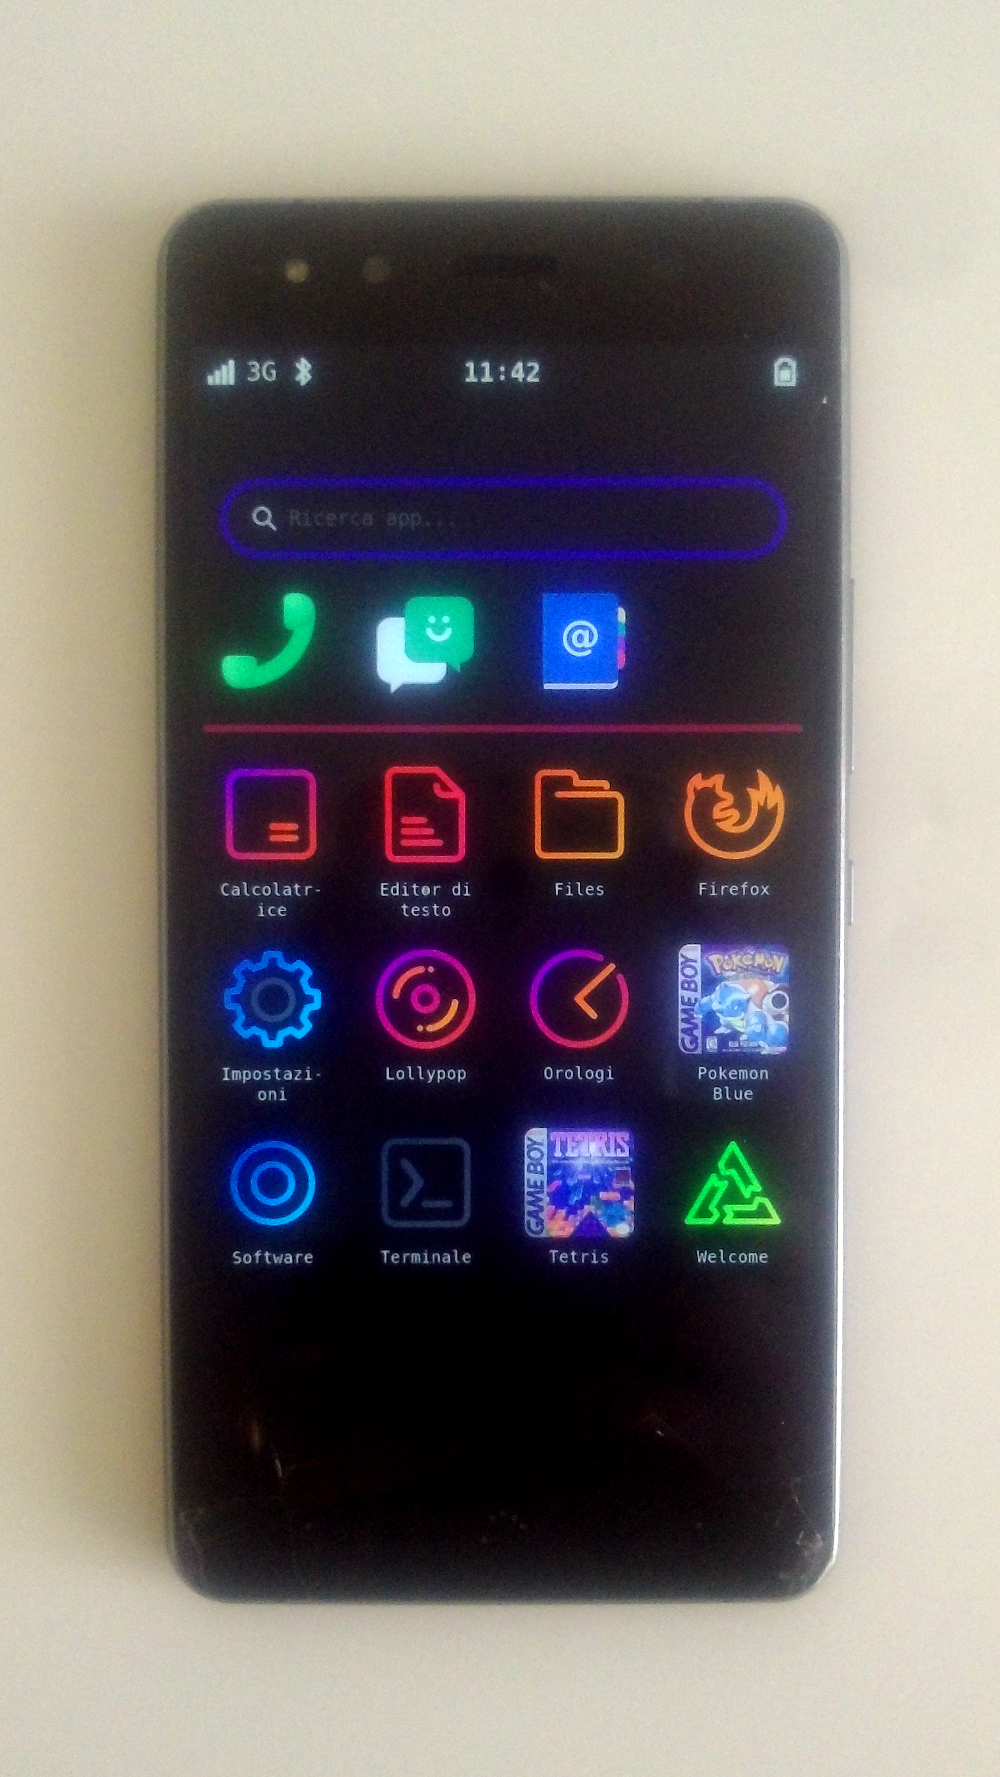 3G
11:42
Ricerca app...
@
Calcolatr-
ice
Editor di
testo
Files
Firefox
Impostazi-
oni
Lollypop
Orologi
GAME BOY
Pokémon
Pokemon
Blue
Software
Terminale
GAME BOY
TETRIS
Tetris
Welcome